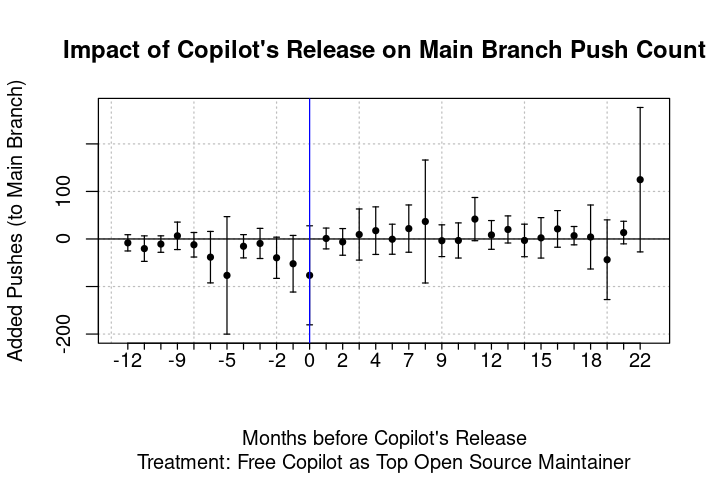 Impact of Copilot's Release on Main Branch Push Count
Added Pushes (to Main Branch)
100
0
-200
-12 -9 -5 -2 0 2 4 7 9 12 15 18 22
Months before Copilot's Release
Treatment: Free Copilot as Top Open Source Maintainer